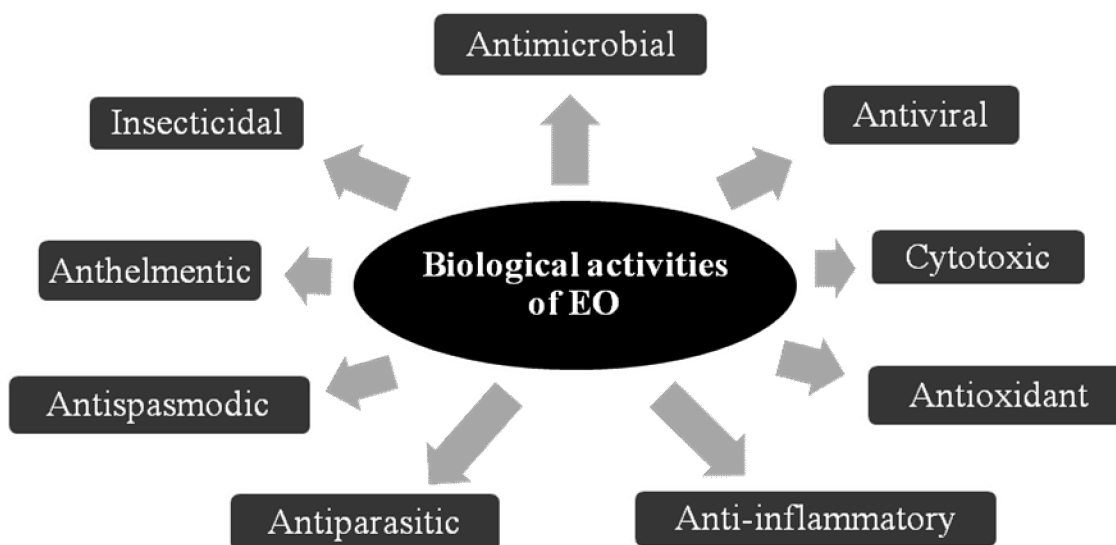 Antimicrobial
Insecticidal
Antiviral
Biological activities
of EO
Anthelmentic
Cytotoxic
Antispasmodic
Antioxidant
Antiparasitic
Anti-inflammatory